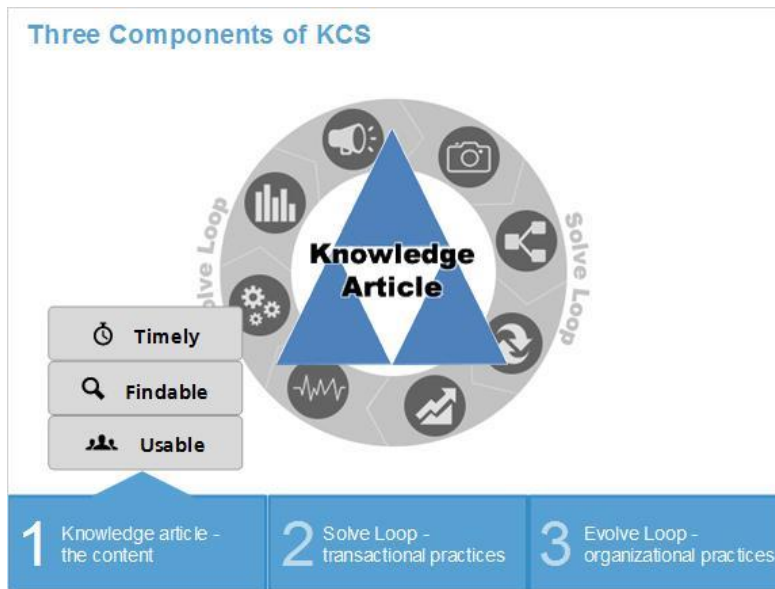 Three Components of KCS
Solve Loop
olve Loop
Knowledge
Article
Timely
Findable
Usable
1 Knowledge article -
the content
2 Solve Loop -
transactional practices
3 Evolve Loop -
organizational practices